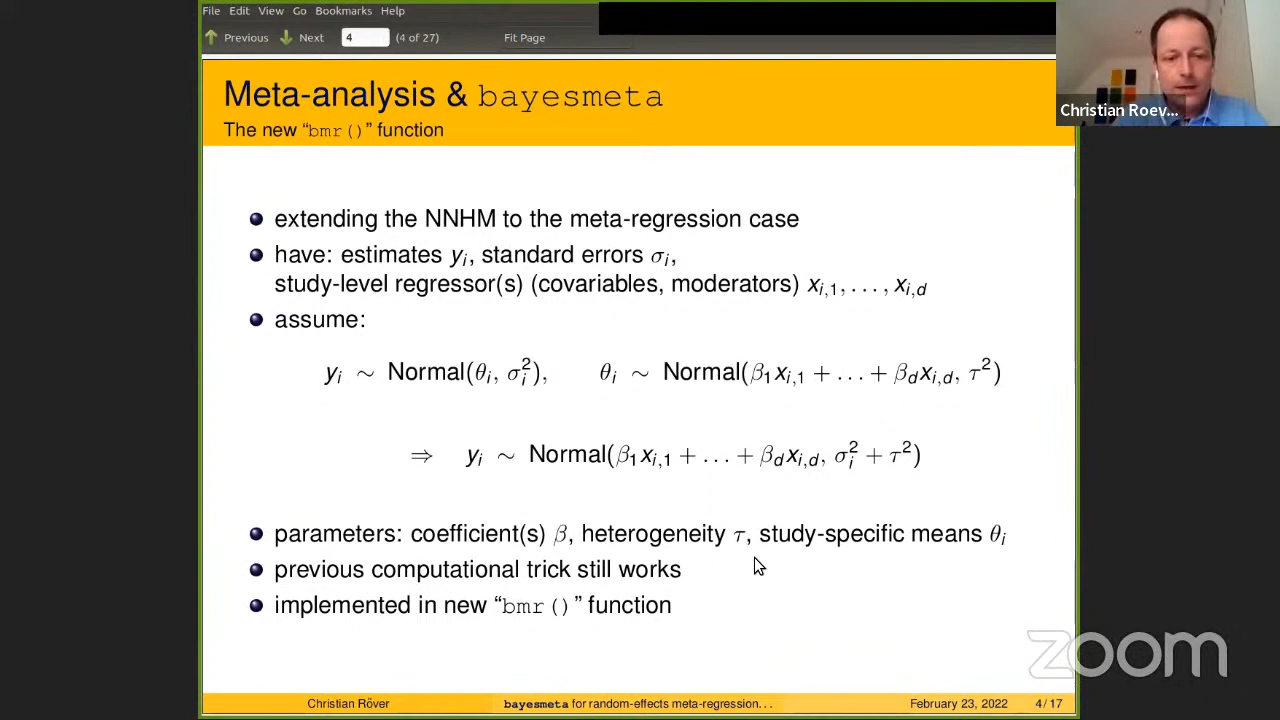 File Edit View Go Bookmarks Help
Previous Next 4 (4 of 27) Fit Page
Meta-analysis & bayesmeta
The new “bmr()” function
Christian Roev...
extending the NNHM to the meta-regression case
have: estimates yᵢ, standard errors σᵢ,
study-level regressor(s) (covariables, moderators) xᵢ,₁, . . . , xᵢ,d
assume:
yᵢ ∼ Normal(θᵢ, σᵢ²), θᵢ ∼ Normal(β₁xᵢ,₁ + . . . + βdxᵢ,d, τ²)
⇒ yᵢ ∼ Normal(β₁xᵢ,₁ + . . . + βdxᵢ,d, σᵢ² + τ²)
parameters: coefficient(s) β, heterogeneity τ, study-specific means θᵢ
previous computational trick still works
implemented in new “bmr()” function
zoom
Christian Röver bayesmeta for random-effects meta-regression... February 23, 2022 4 / 17